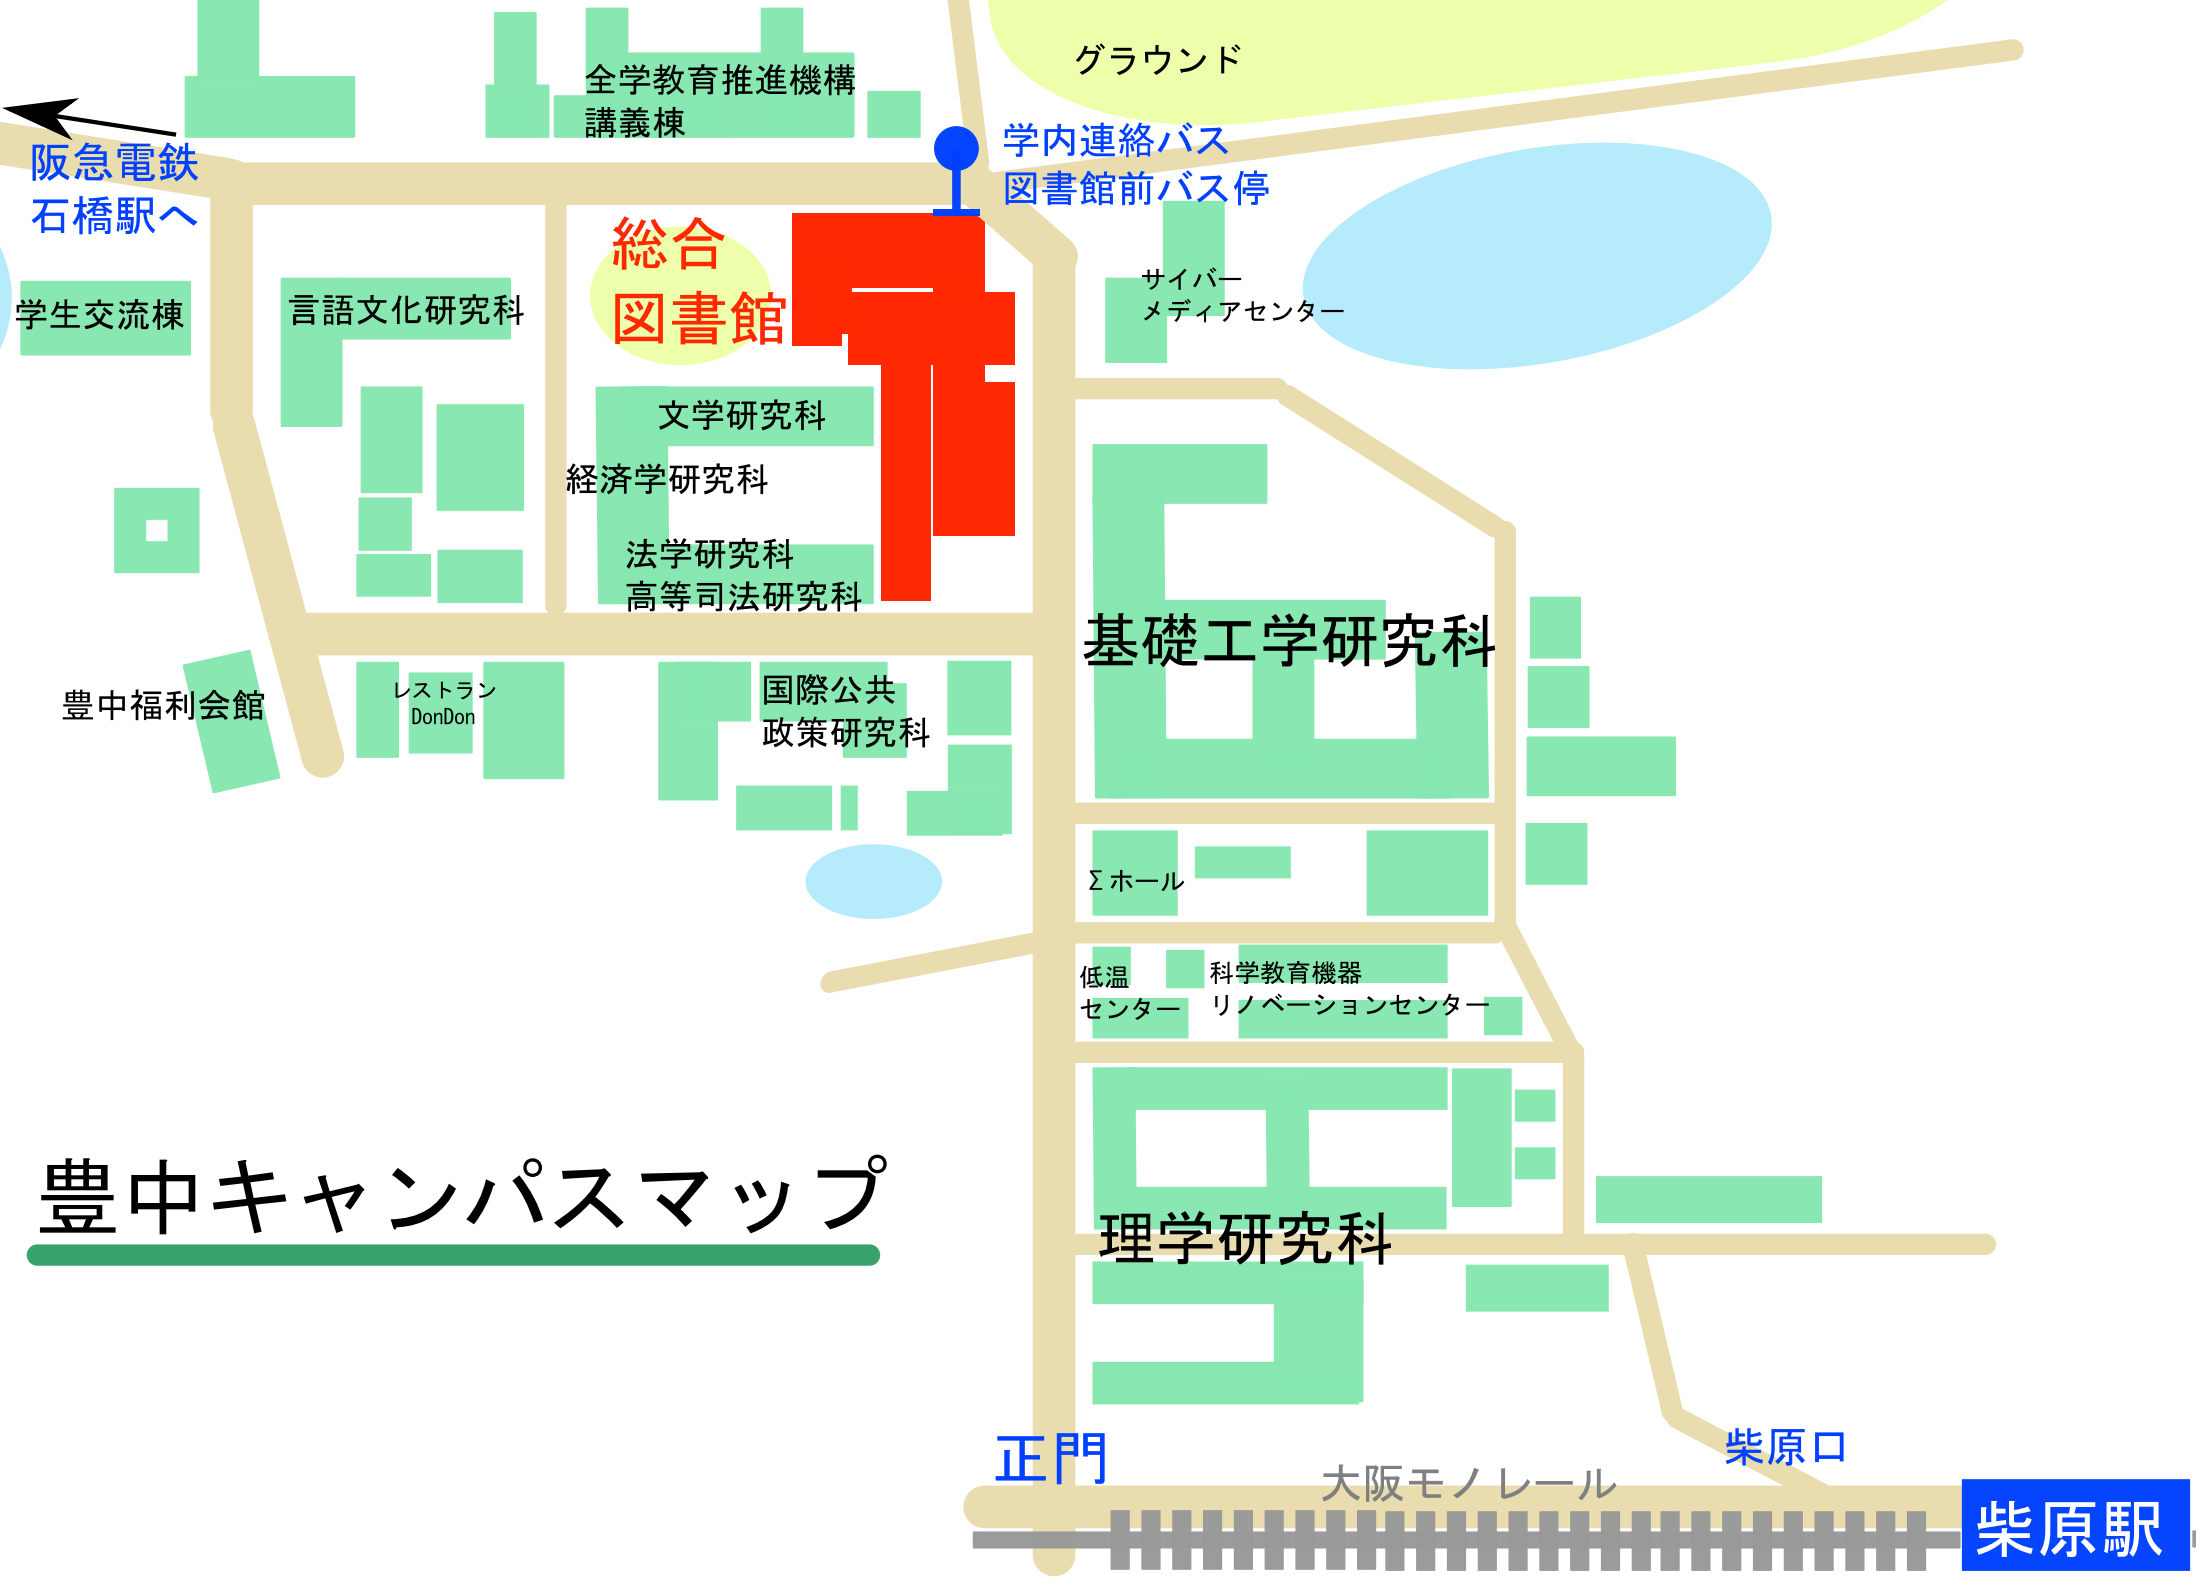 グラウンド
全学教育推進機構
講義棟
学内連絡バス
図書館前バス停
阪急電鉄
石橋駅へ
総合
図書館
サイバー
メディアセンター
学生交流棟
言語文化研究科
文学研究科
経済学研究科
法学研究科
高等司法研究科
基礎工学研究科
豊中福利会館
レストラン
DonDon
国際公共
政策研究科
Σホール
低温
センター
科学教育機器
リノベーションセンター
豊中キャンパスマップ
理学研究科
正門
大阪モノレール
柴原口
柴原駅